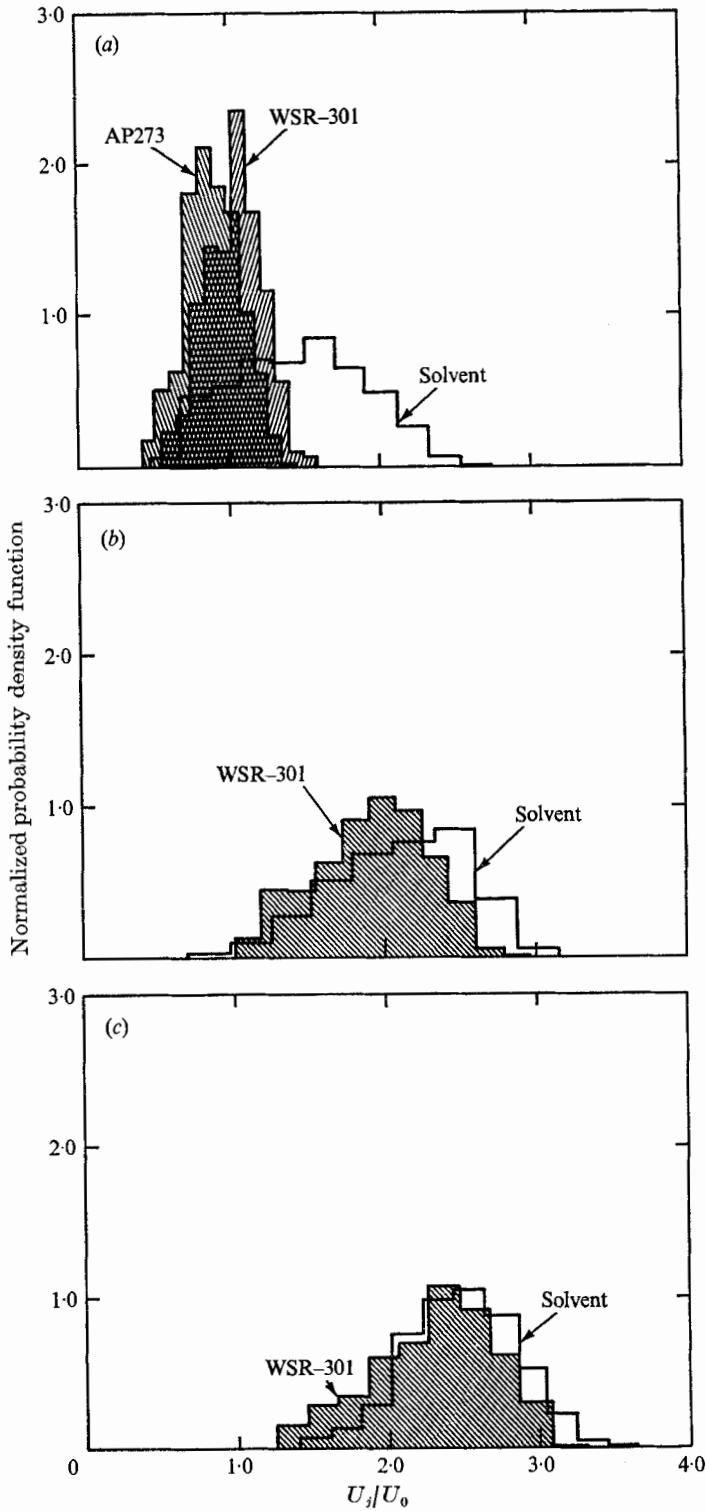 3·0
(a)
WSR–301
AP273
2·0
1·0
Solvent
3·0
(b)
2·0
WSR–301
1·0
Solvent
Normalized probability density function
3·0
(c)
2·0
1·0
Solvent
WSR–301
0 1·0 2·0 3·0 4·0
U_j/U_0